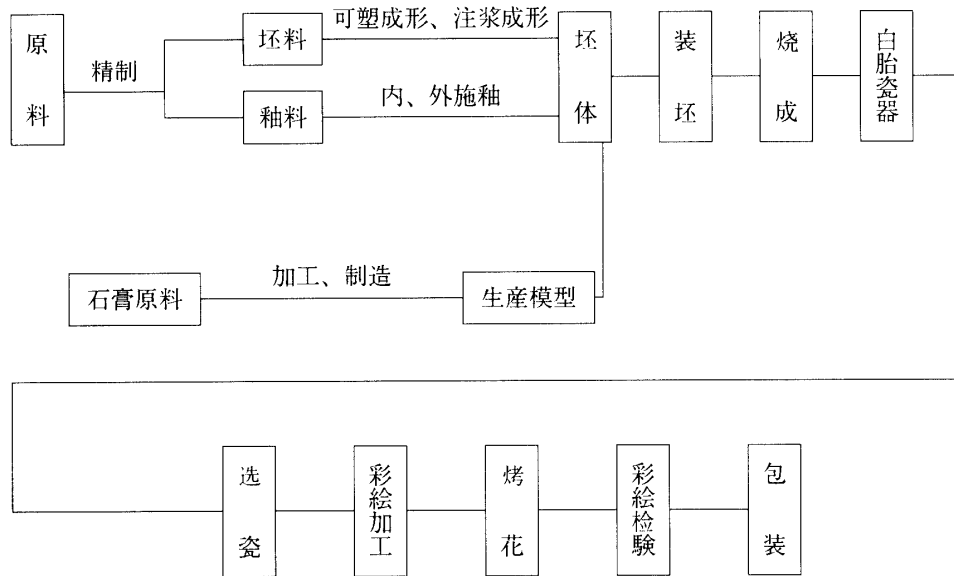 原料
精制
坯料
可塑成形、注浆成形
釉料
内、外施釉
坯体
装坯
烧成
白胎瓷器
石膏原料
加工、制造
生産模型
选瓷
彩絵加工
烤花
彩絵检験
包装